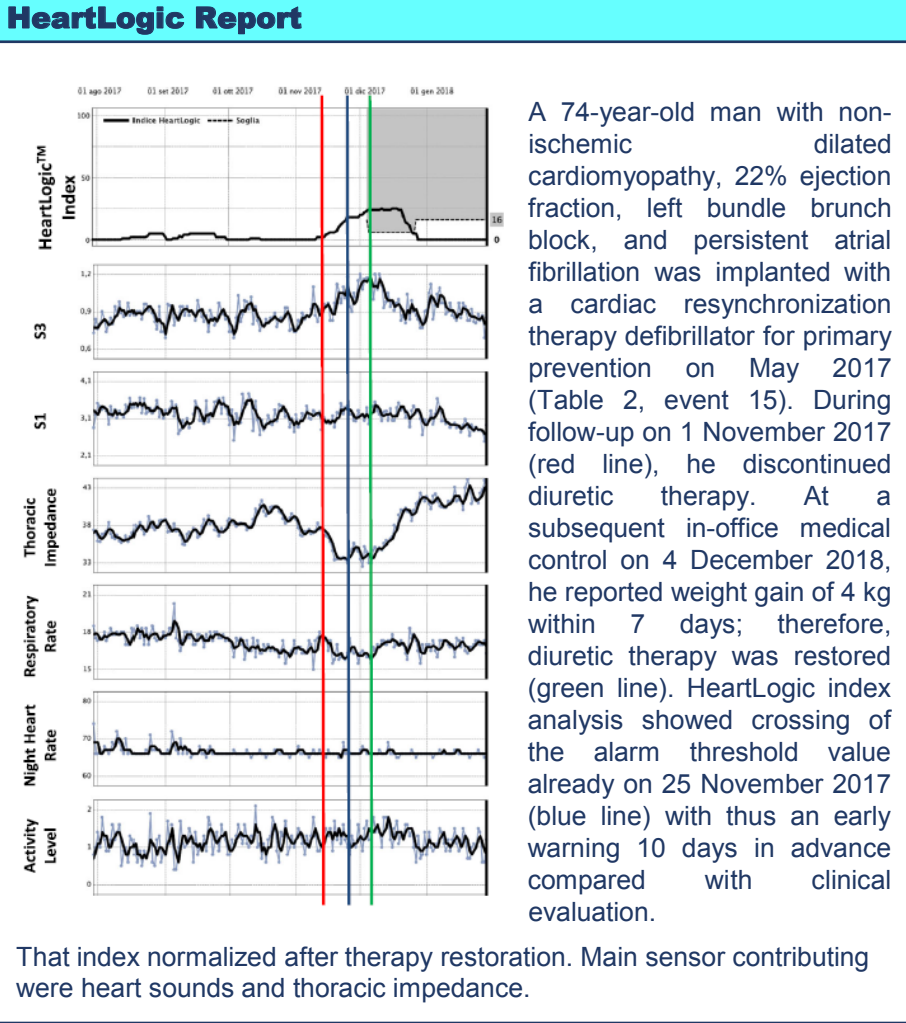 HeartLogic Report
01 ago 2017 01 set 2017 01 ott 2017 01 nov 2017 01 dic 2017 01 gen 2018
HeartLogic™
Index
100
50
0
Indice HeartLogic Soglia
16
0
S3
1,2
0,9
0,6
S1
4,1
3,1
2,1
Thoracic
Impedance
43
38
33
Respiratory
Rate
21
18
15
Night Heart
Rate
80
70
60
Activity
Level
2
1
0
A 74-year-old man with non-
ischemic dilated
cardiomyopathy, 22% ejection
fraction, left bundle brunch
block, and persistent atrial
fibrillation was implanted with
a cardiac resynchronization
therapy defibrillator for primary
prevention on May 2017
(Table 2, event 15). During
follow-up on 1 November 2017
(red line), he discontinued
diuretic therapy. At a
subsequent in-office medical
control on 4 December 2018,
he reported weight gain of 4 kg
within 7 days; therefore,
diuretic therapy was restored
(green line). HeartLogic index
analysis showed crossing of
the alarm threshold value
already on 25 November 2017
(blue line) with thus an early
warning 10 days in advance
compared with clinical
evaluation.
That index normalized after therapy restoration. Main sensor contributing
were heart sounds and thoracic impedance.